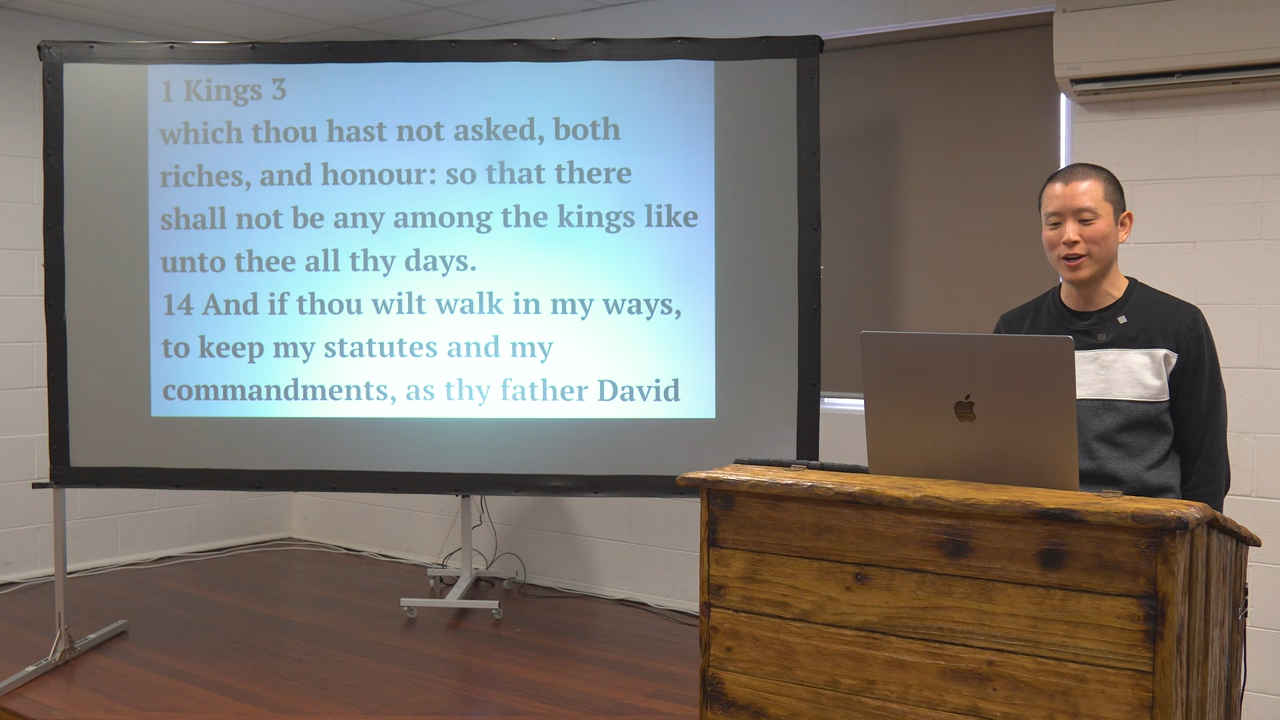 1 Kings 3
which thou hast not asked, both
riches, and honour: so that there
shall not be any among the kings like
unto thee all thy days.
14 And if thou wilt walk in my ways,
to keep my statutes and my
commandments, as thy father David